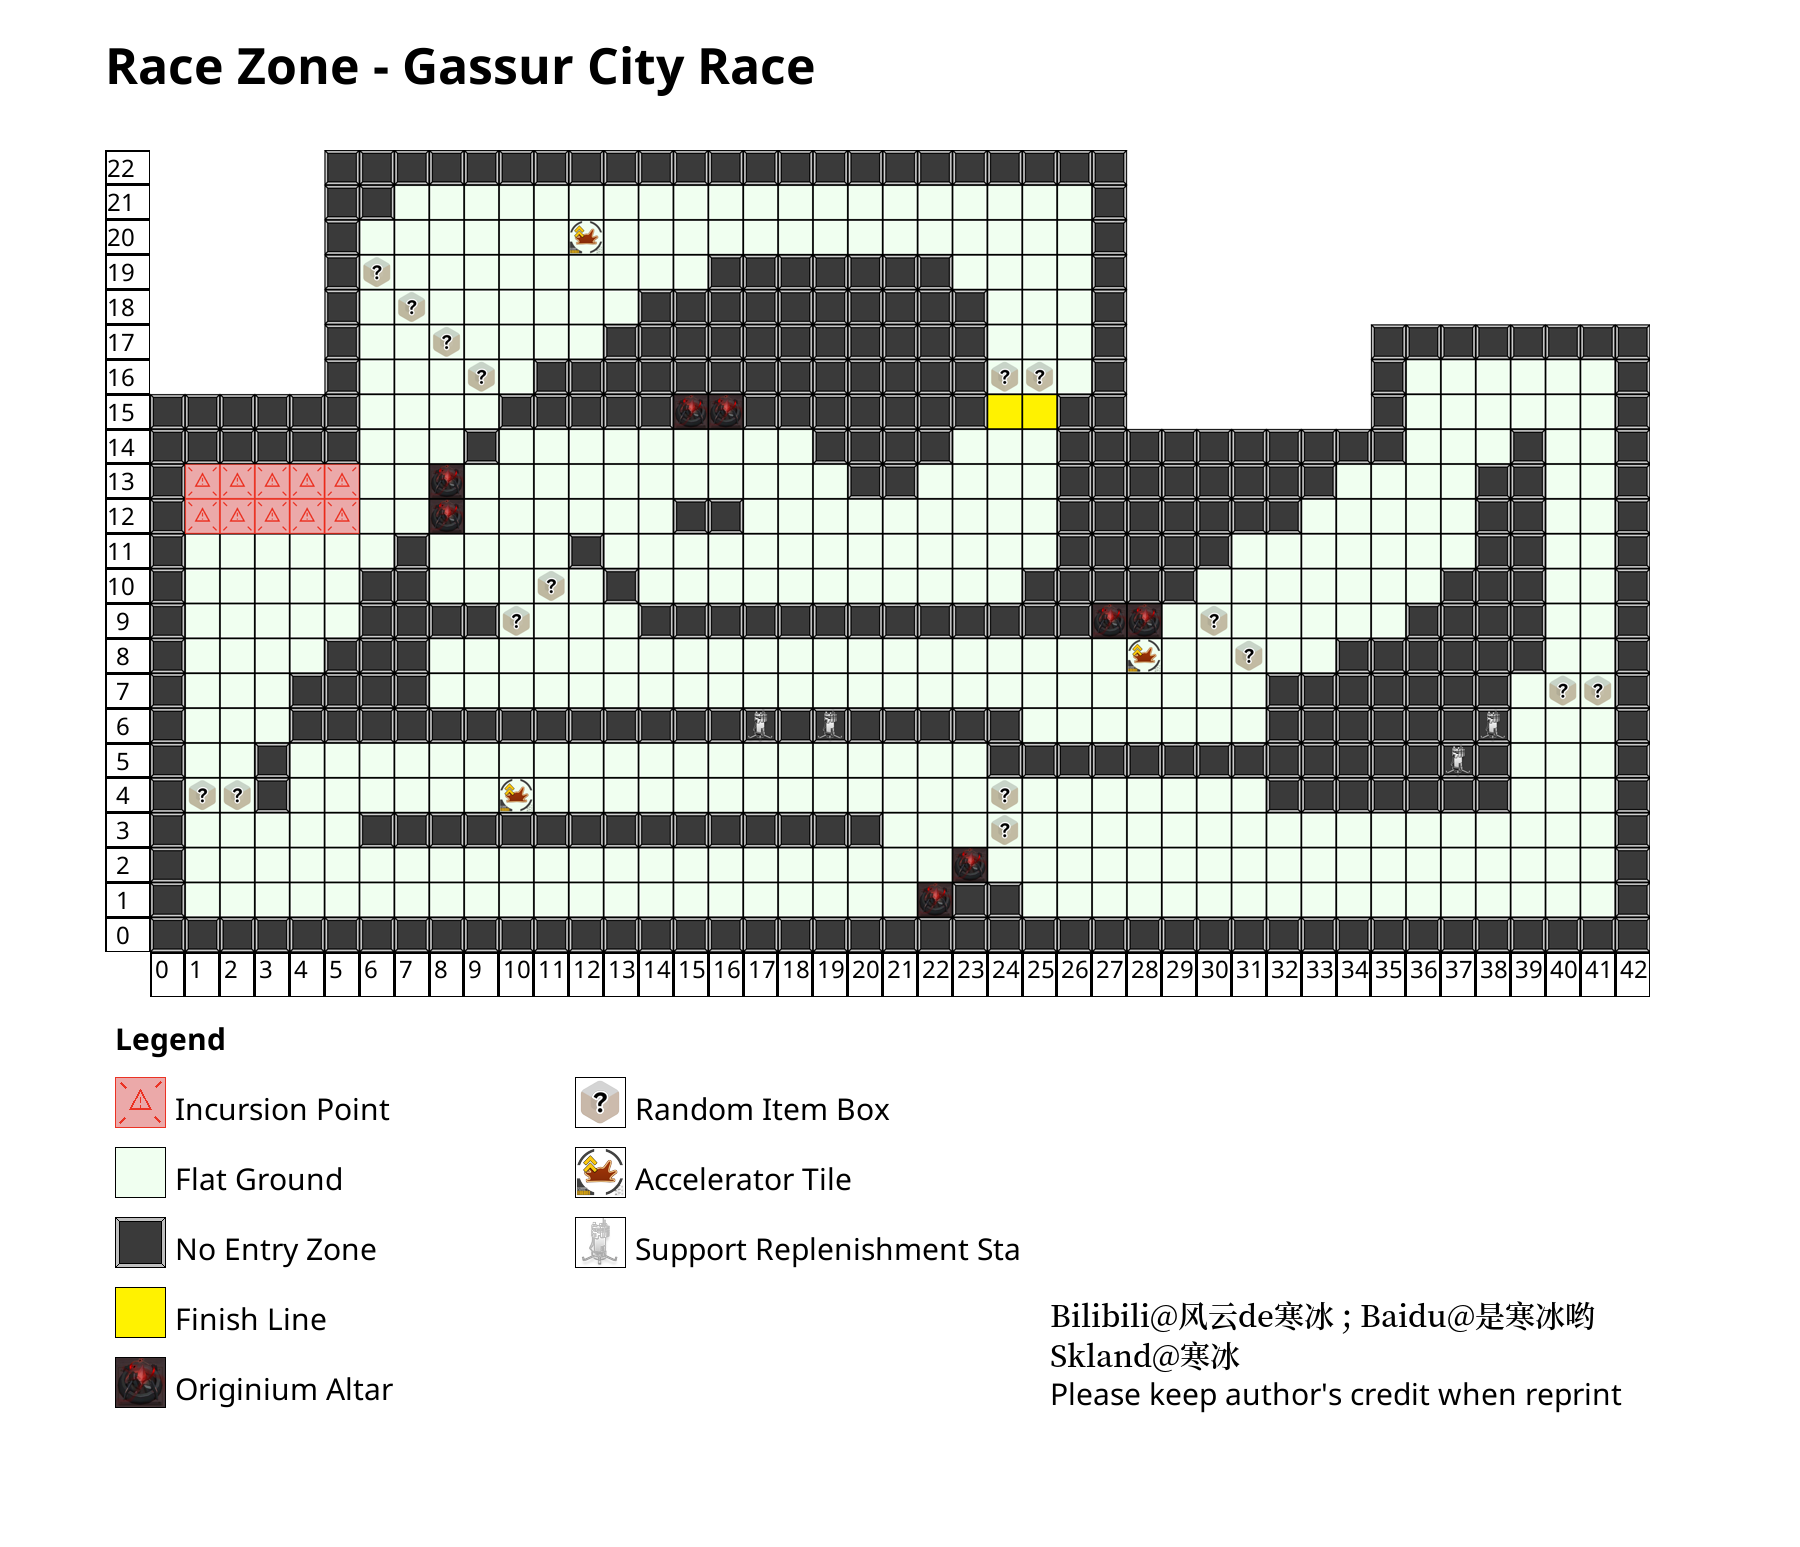 Race Zone - Gassur City Race
22
21
20
19
18
17
16
15
14
13
12
11
10
9
8
7
6
5
4
3
2
1
0
0 1 2 3 4 5 6 7 8 9 10 11 12 13 14 15 16 17 18 19 20 21 22 23 24 25 26 27 28 29 30 31 32 33 34 35 36 37 38 39 40 41 42
Legend
Incursion Point
Flat Ground
No Entry Zone
Finish Line
Originium Altar
? Random Item Box
Accelerator Tile
Support Replenishment Sta
Bilibili@风云de寒冰 ; Baidu@是寒冰哟
Skland@寒冰
Please keep author's credit when reprint